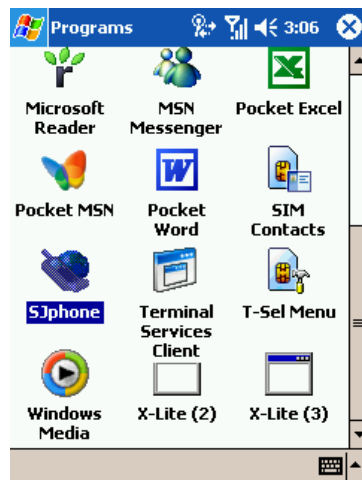 Programs 3:06
Microsoft Reader
MSN Messenger
Pocket Excel
Pocket MSN
Pocket Word
SIM Contacts
SJphone
Terminal Services Client
T-Sel Menu
Windows Media
X-Lite (2)
X-Lite (3)